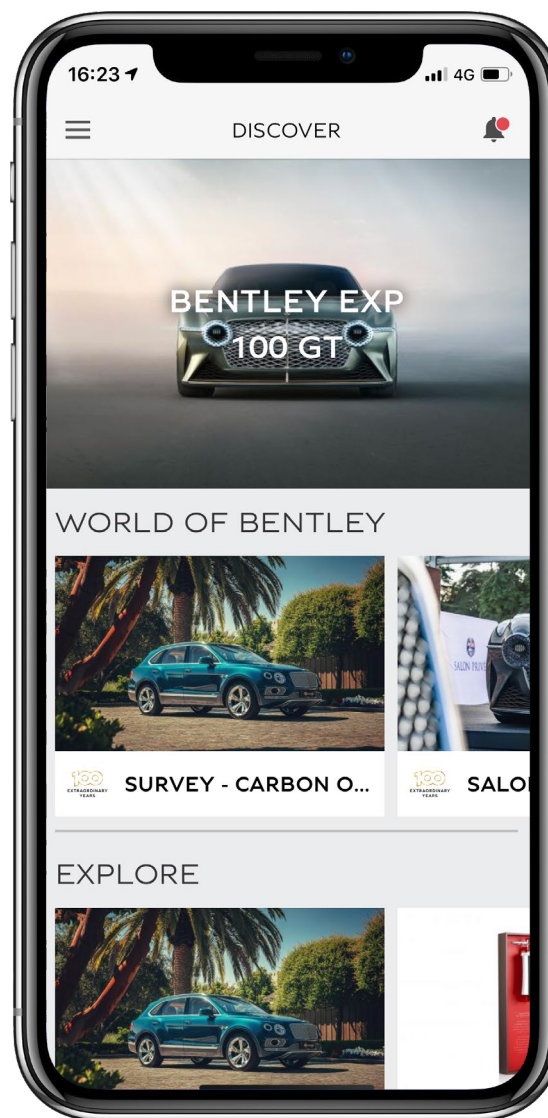 16:23
4G
DISCOVER
BENTLEY EXP
100 GT
WORLD OF BENTLEY
SALON PRIVÉ
100
EXTRAORDINARY
YEARS
SURVEY - CARBON O...
100
EXTRAORDINARY
YEARS
SALO
EXPLORE